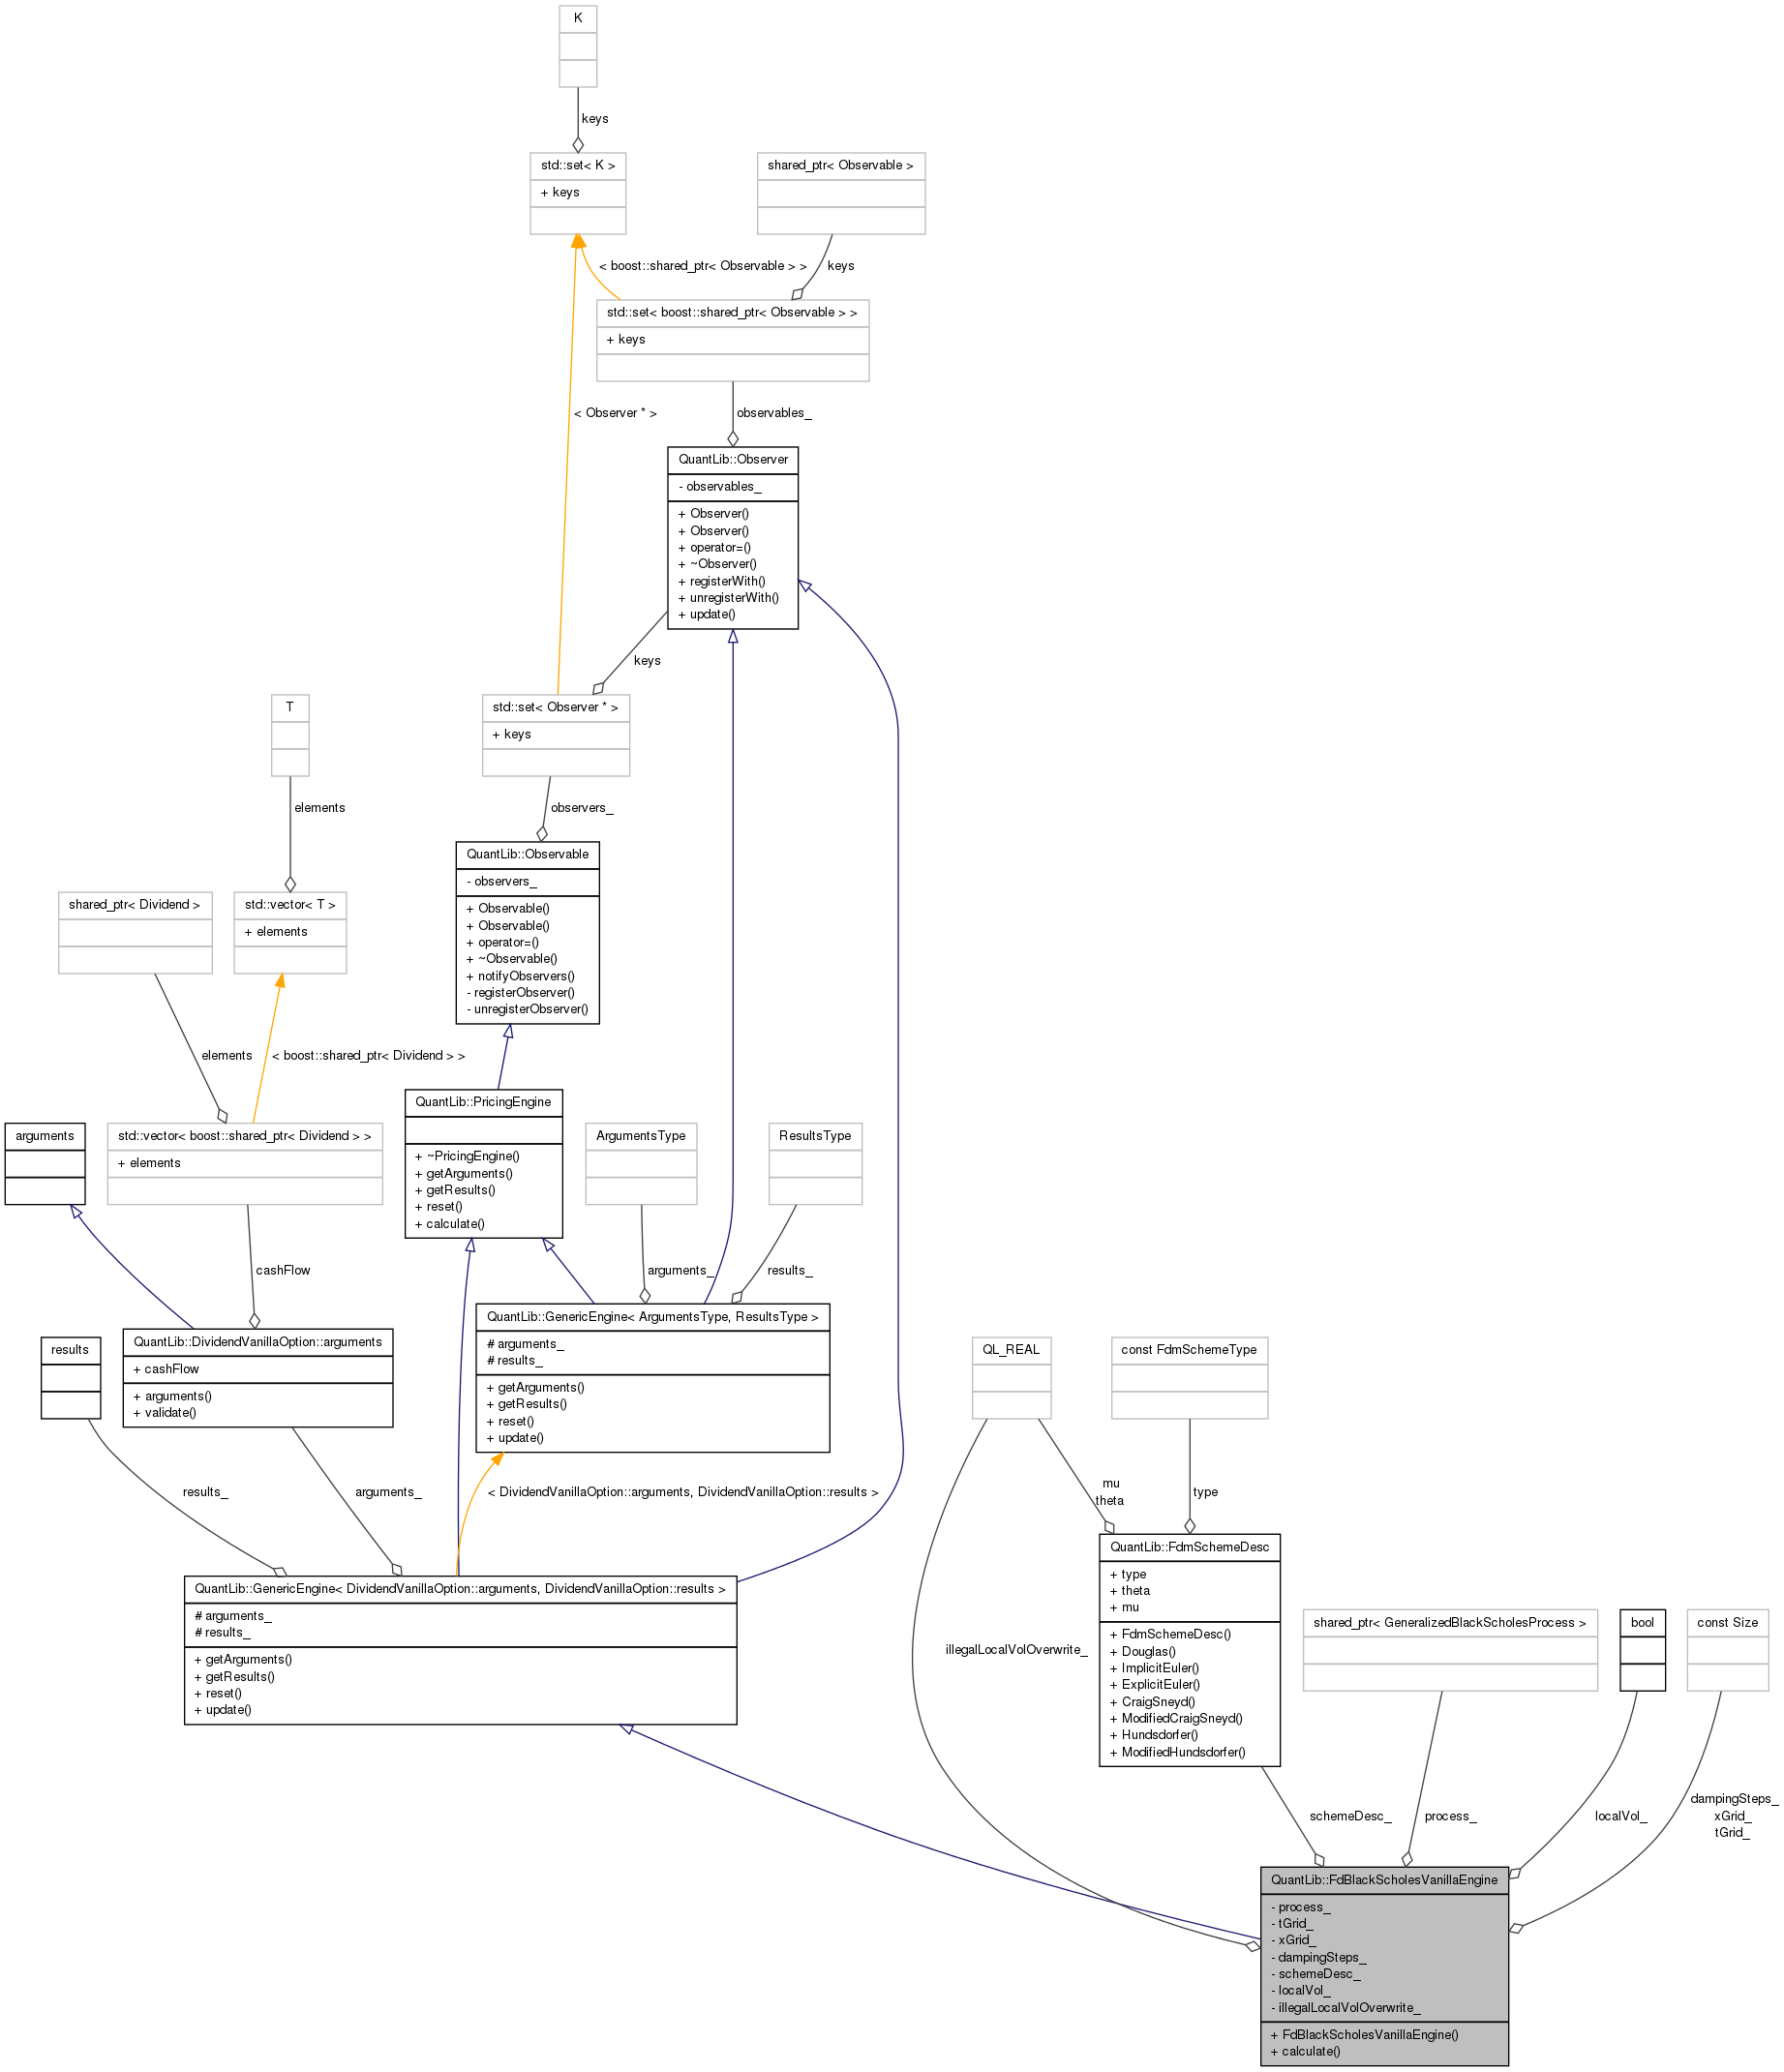 K
keys
std::set< K >
+ keys
shared_ptr< Observable >
< boost::shared_ptr< Observable > >
keys
std::set< boost::shared_ptr< Observable > >
+ keys
< Observer * >
observables_
QuantLib::Observer
- observables_
+ Observer()
+ Observer()
+ operator=()
+ ~Observer()
+ registerWith()
+ unregisterWith()
+ update()
keys
T
std::set< Observer * >
+ keys
elements
observers_
QuantLib::Observable
- observers_
+ Observable()
+ Observable()
+ operator=()
+ ~Observable()
+ notifyObservers()
- registerObserver()
- unregisterObserver()
shared_ptr< Dividend >
std::vector< T >
+ elements
elements
< boost::shared_ptr< Dividend > >
QuantLib::PricingEngine
+ ~PricingEngine()
+ getArguments()
+ getResults()
+ reset()
+ calculate()
arguments
std::vector< boost::shared_ptr< Dividend > >
+ elements
ArgumentsType
ResultsType
cashFlow
arguments_
results_
QuantLib::GenericEngine< ArgumentsType, ResultsType >
# arguments_
# results_
+ getArguments()
+ getResults()
+ reset()
+ update()
results
QuantLib::DividendVanillaOption::arguments
+ cashFlow
+ arguments()
+ validate()
QL_REAL
const FdmSchemeType
results_
arguments_
< DividendVanillaOption::arguments, DividendVanillaOption::results >
mu
theta
type
QuantLib::GenericEngine< DividendVanillaOption::arguments, DividendVanillaOption::results >
# arguments_
# results_
+ getArguments()
+ getResults()
+ reset()
+ update()
illegalLocalVolOverwrite_
QuantLib::FdmSchemeDesc
+ type
+ theta
+ mu
+ FdmSchemeDesc()
+ Douglas()
+ ImplicitEuler()
+ ExplicitEuler()
+ CraigSneyd()
+ ModifiedCraigSneyd()
+ Hundsdorfer()
+ ModifiedHundsdorfer()
shared_ptr< GeneralizedBlackScholesProcess >
bool
const Size
schemeDesc_
process_
localVol_
dampingSteps_
xGrid_
tGrid_
QuantLib::FdBlackScholesVanillaEngine
- process_
- tGrid_
- xGrid_
- dampingSteps_
- schemeDesc_
- localVol_
- illegalLocalVolOverwrite_
+ FdBlackScholesVanillaEngine()
+ calculate()